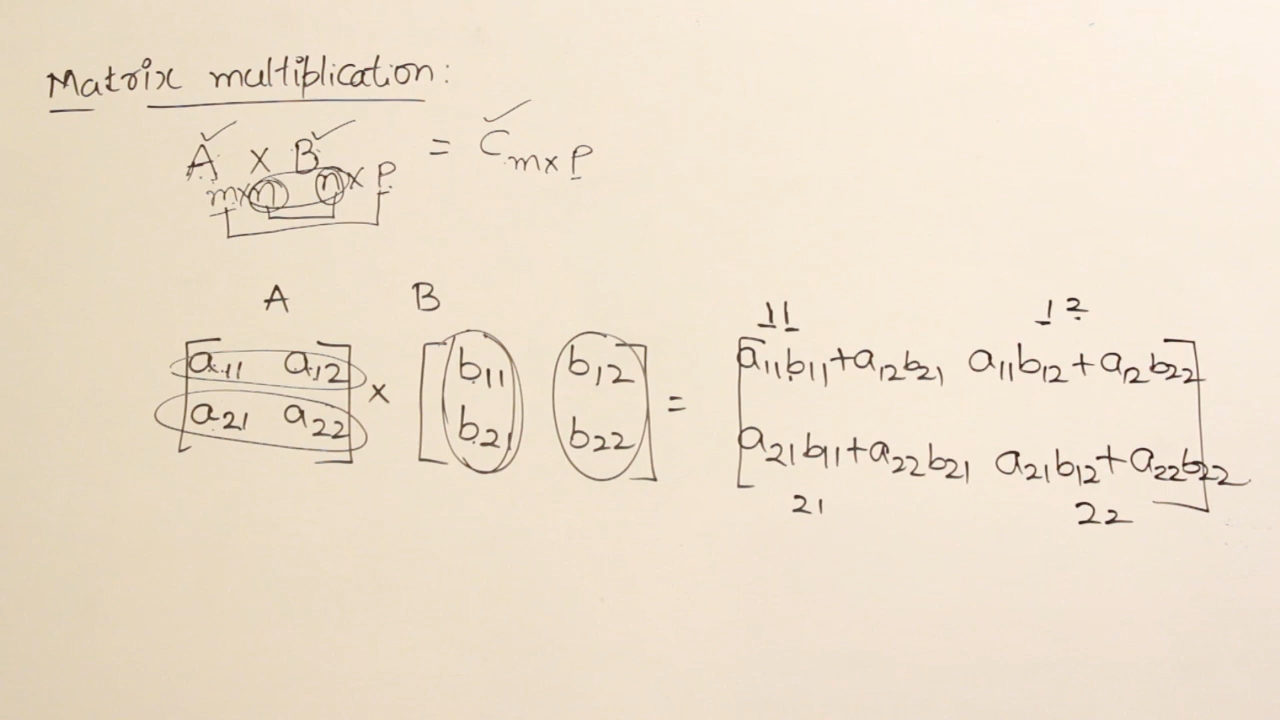 Matrix multiplication:
A × B = C m×p
m×n n×p
A B
11 12
[a11 a12 × [b11 b12] = [a11b11+a12b21 a11b12+a12b22]
a21 a22] b21 b22 a21b11+a22b21 a21b12+a22b22
21 22